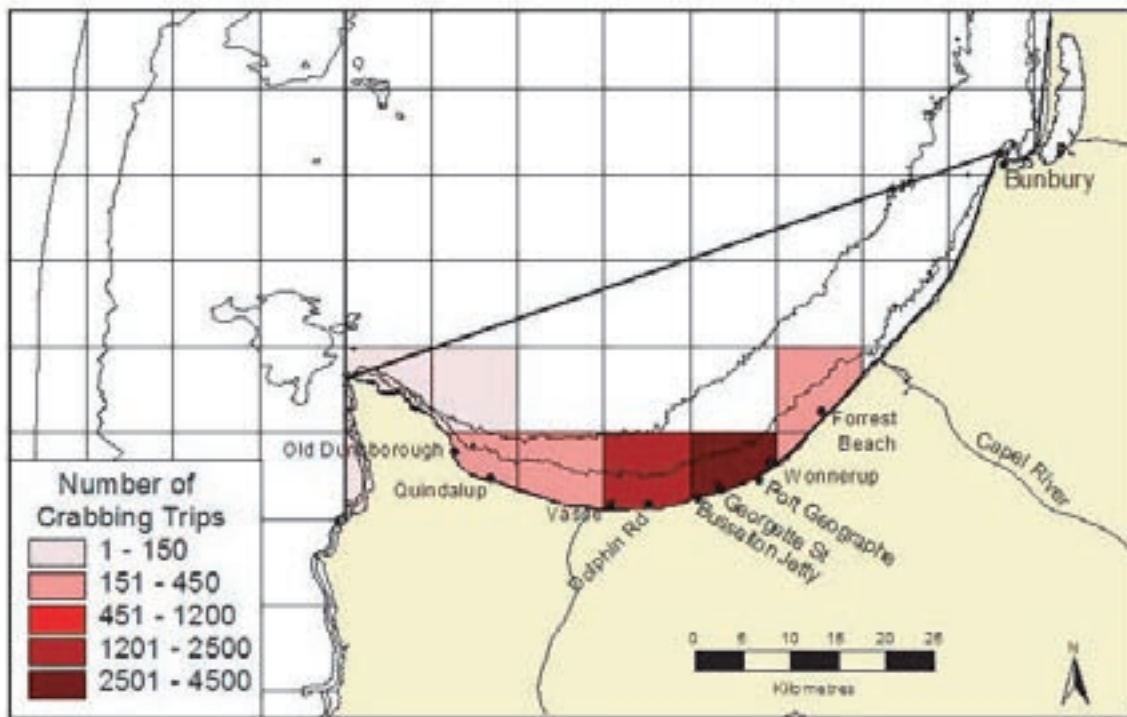 Bunbury
Forrest
Beach
Capel River
Old Dunsborough
Quindalup
Vasse
Dolphin Rd
Wonnerup
Port Geographe
Georgette St
Busselton Jetty
Number of
Crabbing Trips
1 - 150
151 - 450
451 - 1200
1201 - 2500
2501 - 4500
0 5 10 15 20 25
Kilometres
N